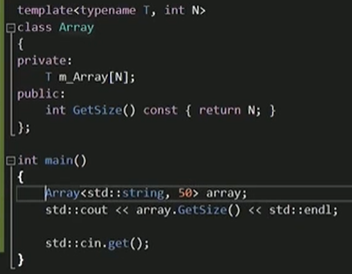 template<typename T, int N>
class Array
{
private:
    T m_Array[N];
public:
    int GetSize() const { return N; }
};
int main()
{
    Array<std::string, 50> array;
    std::cout << array.GetSize() << std::endl;
    std::cin.get();
}